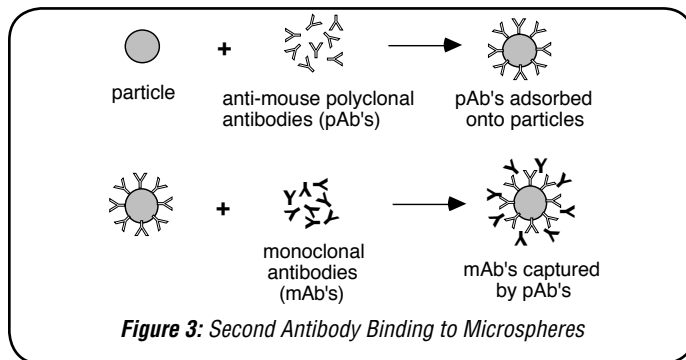 +
particle
anti-mouse polyclonal
antibodies (pAb's)
pAb's adsorbed
onto particles
+
monoclonal
antibodies
(mAb's)
mAb's captured
by pAb's
Figure 3: Second Antibody Binding to Microspheres